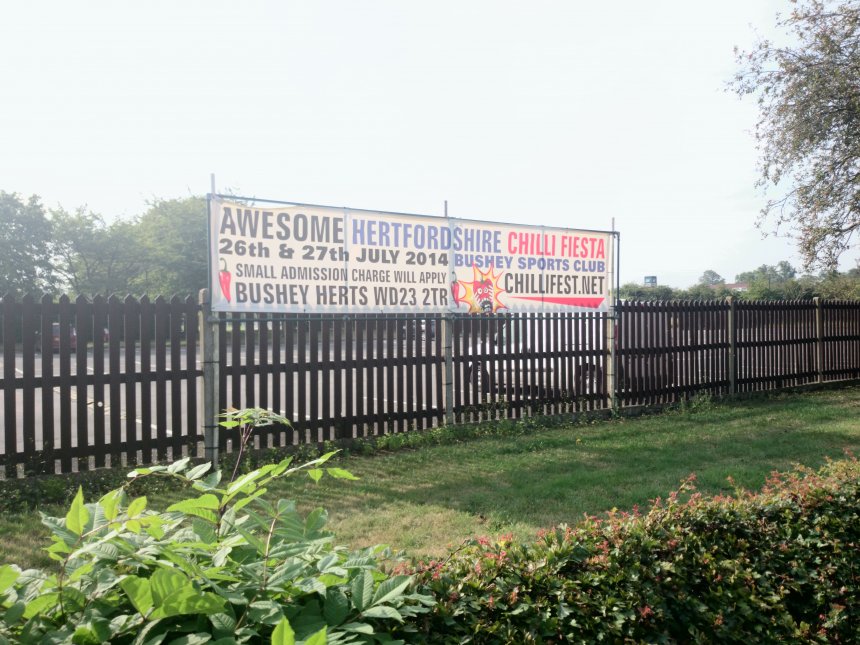 AWESOME HERTFORDSHIRE CHILLI FIESTA
26th & 27th JULY 2014 BUSHEY SPORTS CLUB
SMALL ADMISSION CHARGE WILL APPLY
BUSHEY HERTS WD23 2TR
CHILLIFEST.NET